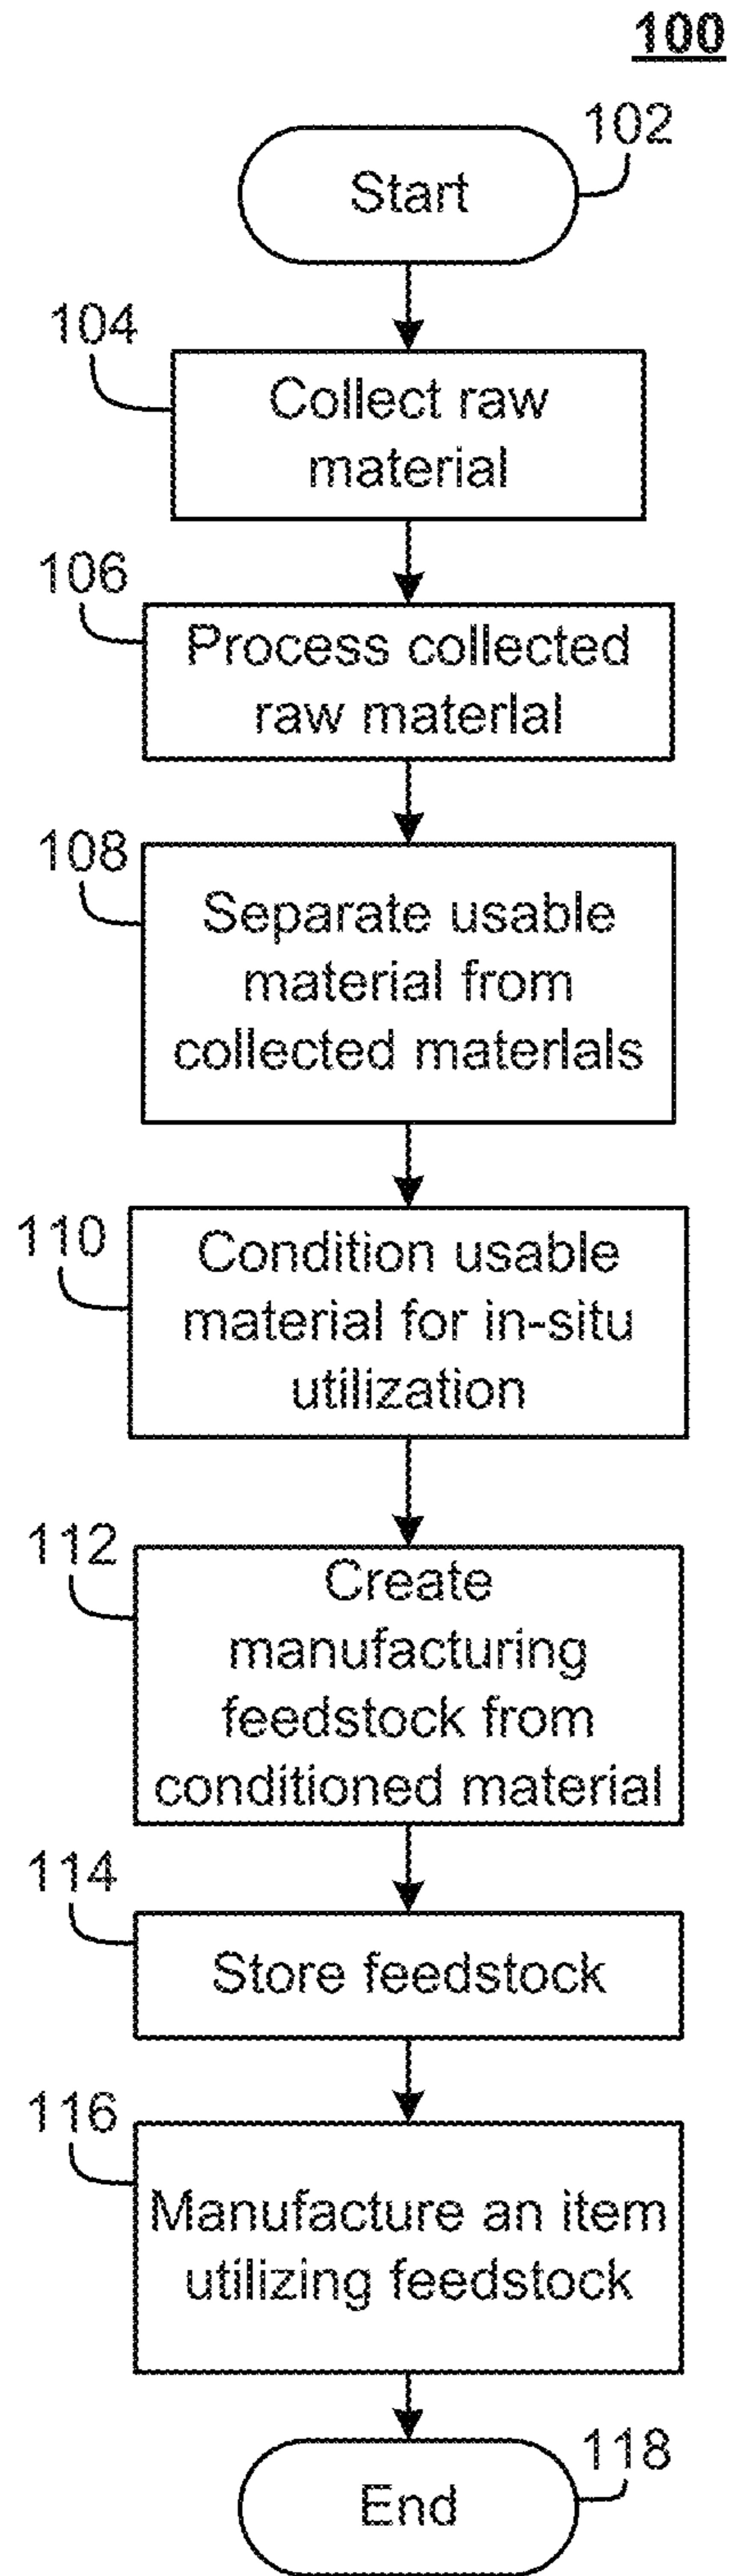 100
102
Start
104
Collect raw
material
106
Process collected
raw material
108
Separate usable
material from
collected materials
110
Condition usable
material for in-situ
utilization
112
Create
manufacturing
feedstock from
conditioned material
114
Store feedstock
116
Manufacture an item
utilizing feedstock
118
End